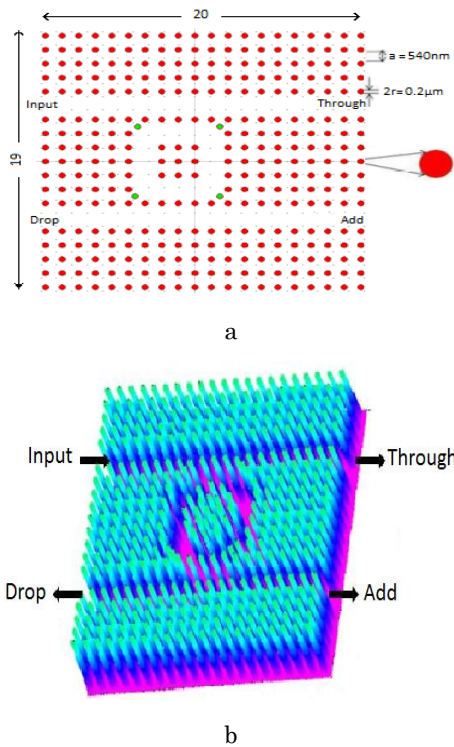 20
a = 540nm
2r = 0.2µm
Input
Through
19
Drop
Add
a
Input
Through
Drop
Add
b